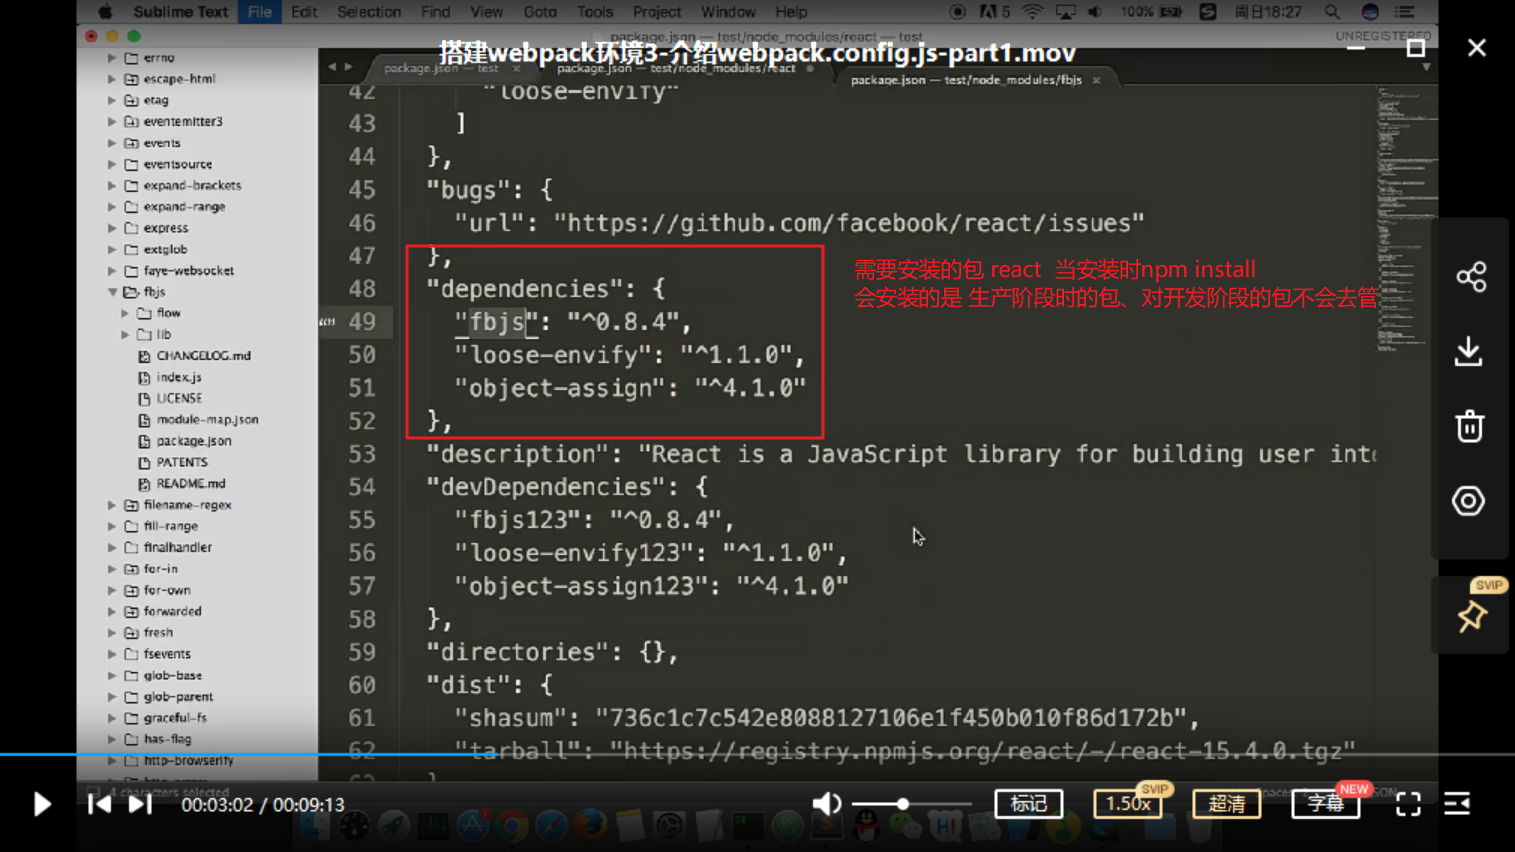 Sublime Text File Edit Selection Find View Goto Tools Project Window Help
5 100% 周日18:27
package.json — test/node_modules/react — test
UNREGISTERED
搭建webpack环境3-介绍webpack.config.js-part1.mov
package.json — test ×
package.json — test/node_modules/react
package.json — test/node_modules/fbjs ×
errno
escape-html
etag
eventemitter3
events
eventsource
expand-brackets
expand-range
express
extglob
faye-websocket
fbjs
flow
lib
CHANGELOG.md
index.js
LICENSE
module-map.json
package.json
PATENTS
README.md
filename-regex
fill-range
finalhandler
for-in
for-own
forwarded
fresh
fsevents
glob-base
glob-parent
graceful-fs
has-flag
http-browserify
42 "loose-envify"
43 ]
44 },
45 "bugs": {
46 "url": "https://github.com/facebook/react/issues"
47 },
48 "dependencies": {
49 "fbjs": "^0.8.4",
50 "loose-envify": "^1.1.0",
51 "object-assign": "^4.1.0"
52 },
53 "description": "React is a JavaScript library for building user inte
54 "devDependencies": {
55 "fbjs123": "^0.8.4",
56 "loose-envify123": "^1.1.0",
57 "object-assign123": "^4.1.0"
58 },
59 "directories": {},
60 "dist": {
61 "shasum": "736c1c7c542e8088127106e1f450b010f86d172b",
62 "tarball": "https://registry.npmjs.org/react/-/react-15.4.0.tgz"
需要安装的包 react 当安装时npm install
会安装的是 生产阶段时的包、对开发阶段的包不会去管
SVIP
4 characters selected
00:03:02 / 00:09:13
标记
1.50x
SVIP
超清
字幕
NEW